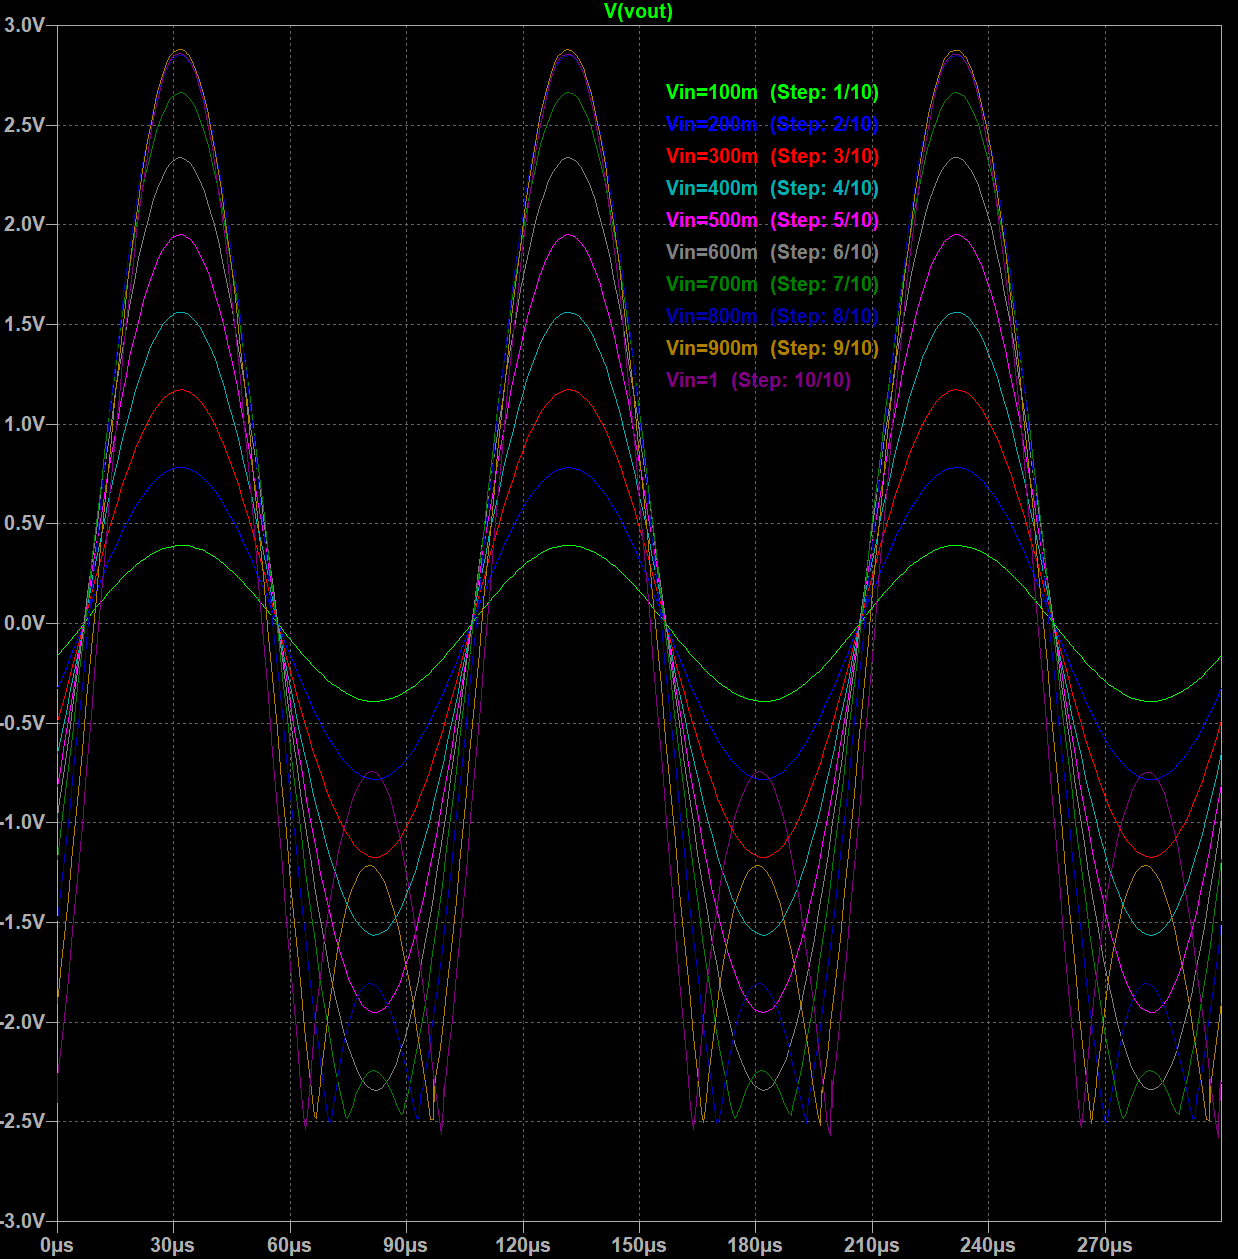 V(vout)
3.0V
2.5V
2.0V
1.5V
1.0V
0.5V
0.0V
-0.5V
-1.0V
-1.5V
-2.0V
-2.5V
-3.0V
Vin=100m (Step: 1/10)
Vin=200m (Step: 2/10)
Vin=300m (Step: 3/10)
Vin=400m (Step: 4/10)
Vin=500m (Step: 5/10)
Vin=600m (Step: 6/10)
Vin=700m (Step: 7/10)
Vin=800m (Step: 8/10)
Vin=900m (Step: 9/10)
Vin=1 (Step: 10/10)
0µs 30µs 60µs 90µs 120µs 150µs 180µs 210µs 240µs 270µs